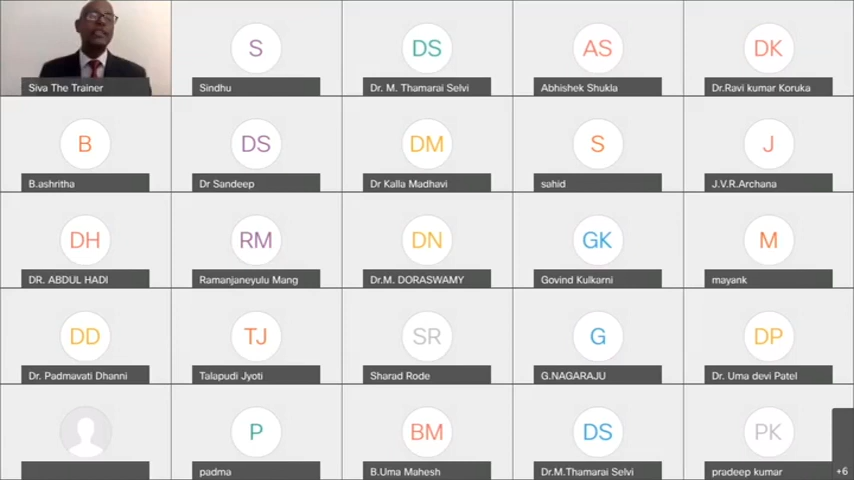 Siva The Trainer
S
Sindhu
DS
Dr. M. Thamarai Selvi
AS
Abhishek Shukla
DK
Dr.Ravi kumar Koruka
B
B.ashritha
DS
Dr Sandeep
DM
Dr Kalla Madhavi
S
sahid
J
J.V.R.Archana
DH
DR. ABDUL HADI
RM
Ramanjaneyulu Mang
DN
Dr.M. DORASWAMY
GK
Govind Kulkarni
M
mayank
DD
Dr. Padmavati Dhanni
TJ
Talapudi Jyoti
SR
Sharad Rode
G
G.NAGARAJU
DP
Dr. Uma devi Patel
P
padma
BM
B.Uma Mahesh
DS
Dr.M.Thamarai Selvi
PK
pradeep kumar
+6